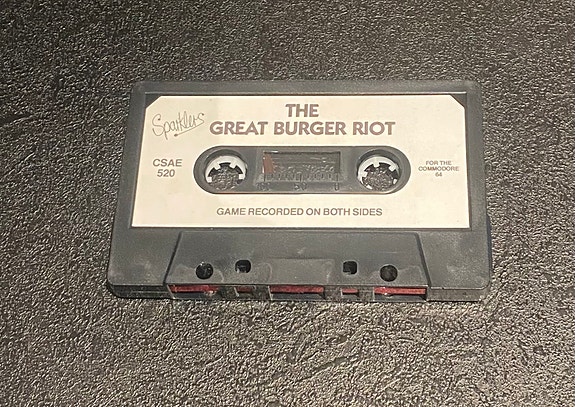 Sparklers
THE
GREAT BURGER RIOT
CSAE
520
FOR THE
COMMODORE
64
GAME RECORDED ON BOTH SIDES